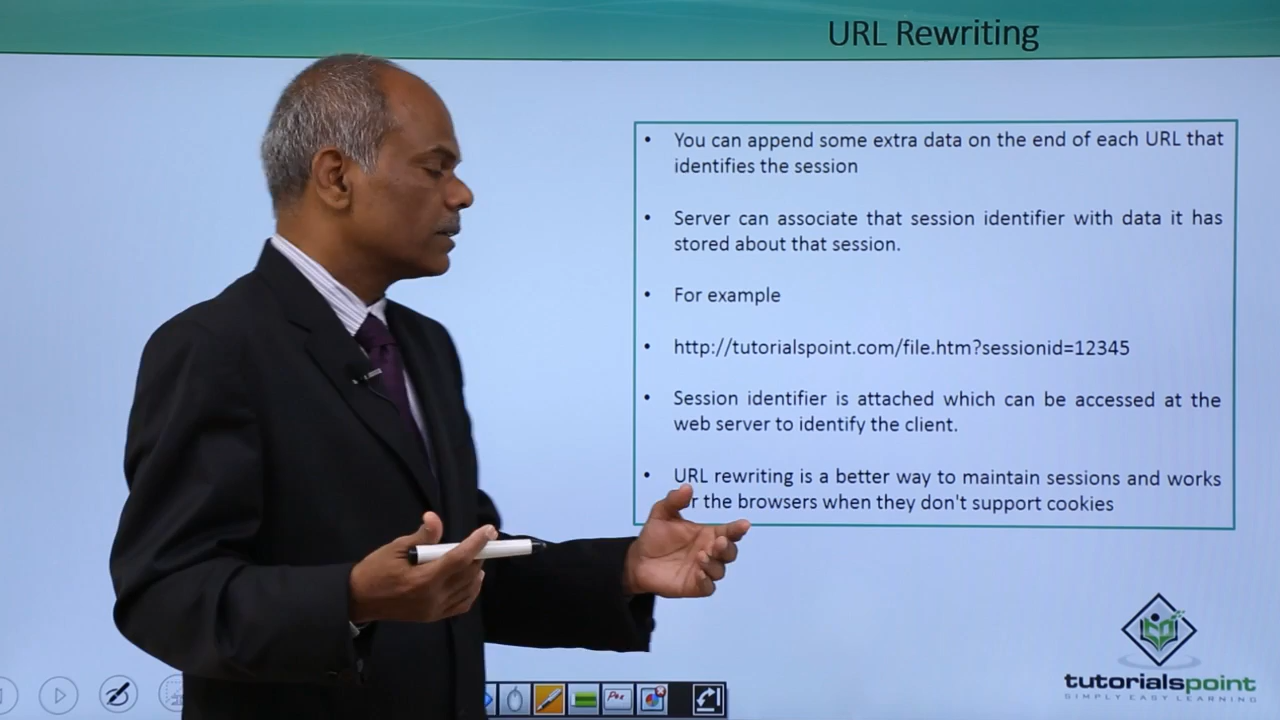 URL Rewriting
• You can append some extra data on the end of each URL that
identifies the session
• Server can associate that session identifier with data it has
stored about that session.
• For example
• http://tutorialspoint.com/file.htm?sessionid=12345
• Session identifier is attached which can be accessed at the
web server to identify the client.
• URL rewriting is a better way to maintain sessions and works
the browsers when they don't support cookies
tutorialspoint
SIMPLY EASY LEARNING